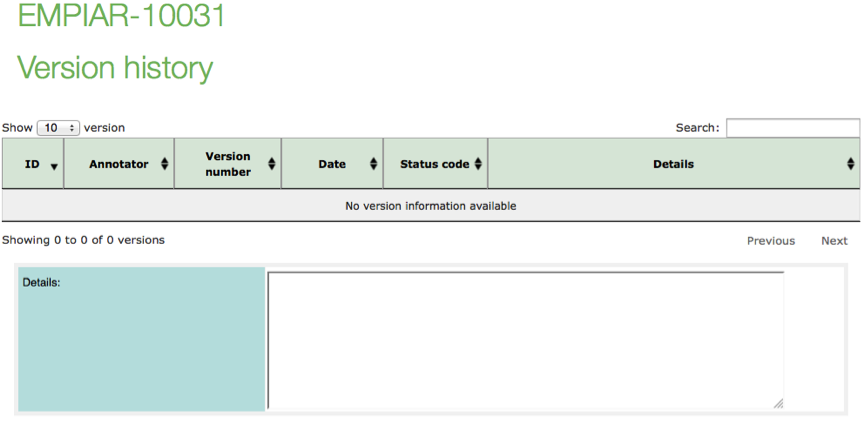 EMPIAR-10031
Version history
Show 10 version
Search:
ID Annotator Version number Date Status code Details
No version information available
Showing 0 to 0 of 0 versions
Previous Next
Details: